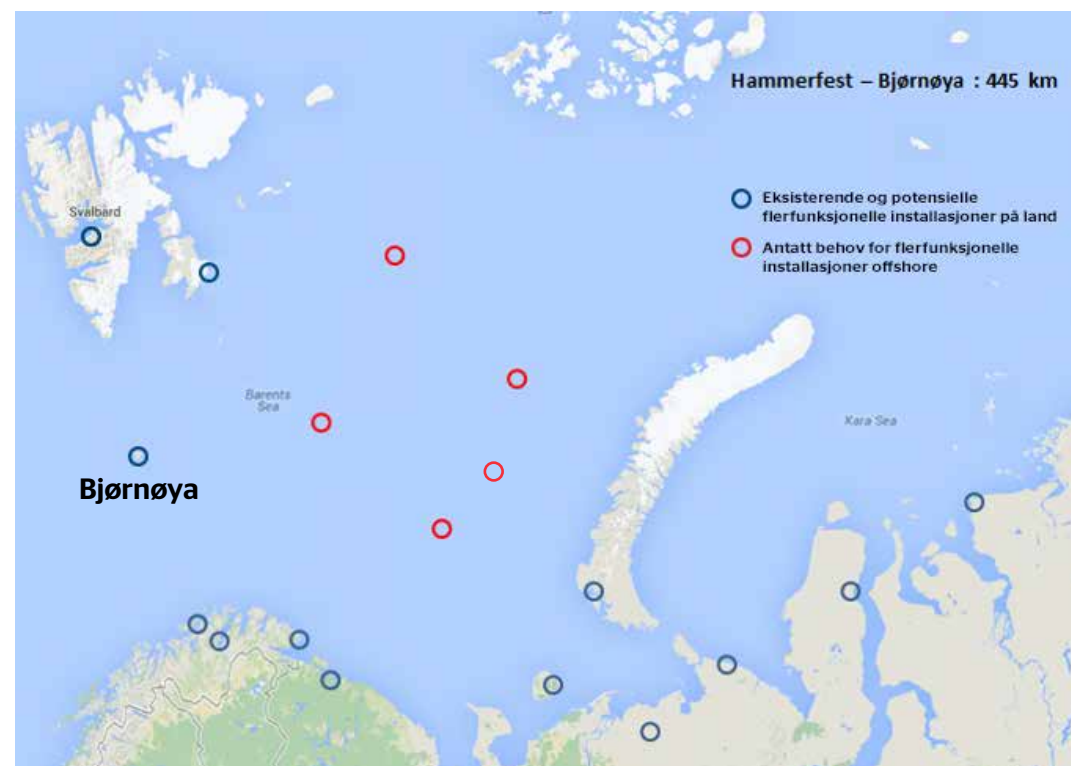 Hammerfest – Bjørnøya : 445 km
Eksisterende og potensielle
flerfunksjonelle installasjoner på land
Antatt behov for flerfunksjonelle
installasjoner offshore
Svalbard
Barents
Sea
Kara Sea
Bjørnøya